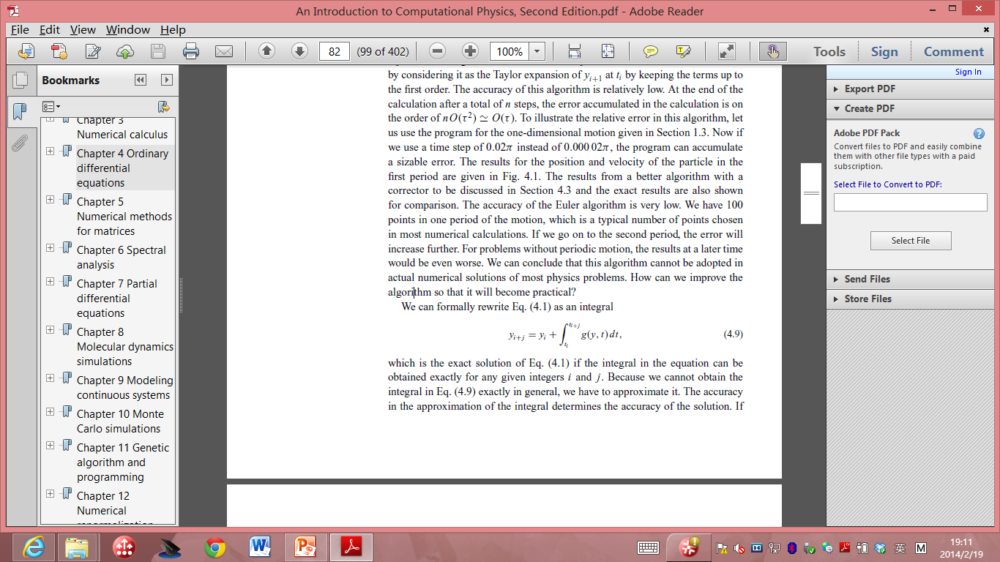 An Introduction to Computational Physics, Second Edition.pdf - Adobe Reader
File Edit View Window Help
82 (99 of 402) 100% Tools Sign Comment
Bookmarks
Chapter 3
Numerical calculus
Chapter 4 Ordinary
differential
equations
Chapter 5
Numerical methods
for matrices
Chapter 6 Spectral
analysis
Chapter 7 Partial
differential
equations
Chapter 8
Molecular dynamics
simulations
Chapter 9 Modeling
continuous systems
Chapter 10 Monte
Carlo simulations
Chapter 11 Genetic
algorithm and
programming
Chapter 12
Numerical
by considering it as the Taylor expansion of yᵢ₊₁ at tᵢ by keeping the terms up to
the first order. The accuracy of this algorithm is relatively low. At the end of the
calculation after a total of n steps, the error accumulated in the calculation is on
the order of nO(τ²) ≃ O(τ). To illustrate the relative error in this algorithm, let
us use the program for the one-dimensional motion given in Section 1.3. Now if
we use a time step of 0.02π instead of 0.000 02π, the program can accumulate
a sizable error. The results for the position and velocity of the particle in the
first period are given in Fig. 4.1. The results from a better algorithm with a
corrector to be discussed in Section 4.3 and the exact results are also shown
for comparison. The accuracy of the Euler algorithm is very low. We have 100
points in one period of the motion, which is a typical number of points chosen
in most numerical calculations. If we go on to the second period, the error will
increase further. For problems without periodic motion, the results at a later time
would be even worse. We can conclude that this algorithm cannot be adopted in
actual numerical solutions of most physics problems. How can we improve the
algorithm so that it will become practical?
We can formally rewrite Eq. (4.1) as an integral
yᵢ₊ⱼ = yᵢ + ∫_{tᵢ}^{tᵢ₊ⱼ} g(y, t) dt, (4.9)
which is the exact solution of Eq. (4.1) if the integral in the equation can be
obtained exactly for any given integers i and j. Because we cannot obtain the
integral in Eq. (4.9) exactly in general, we have to approximate it. The accuracy
in the approximation of the integral determines the accuracy of the solution. If
Sign In
Export PDF
Create PDF
Adobe PDF Pack
Convert files to PDF and easily combine
them with other file types with a paid
subscription.
Select File to Convert to PDF:
Select File
Send Files
Store Files
英 M
19:11
2014/2/19